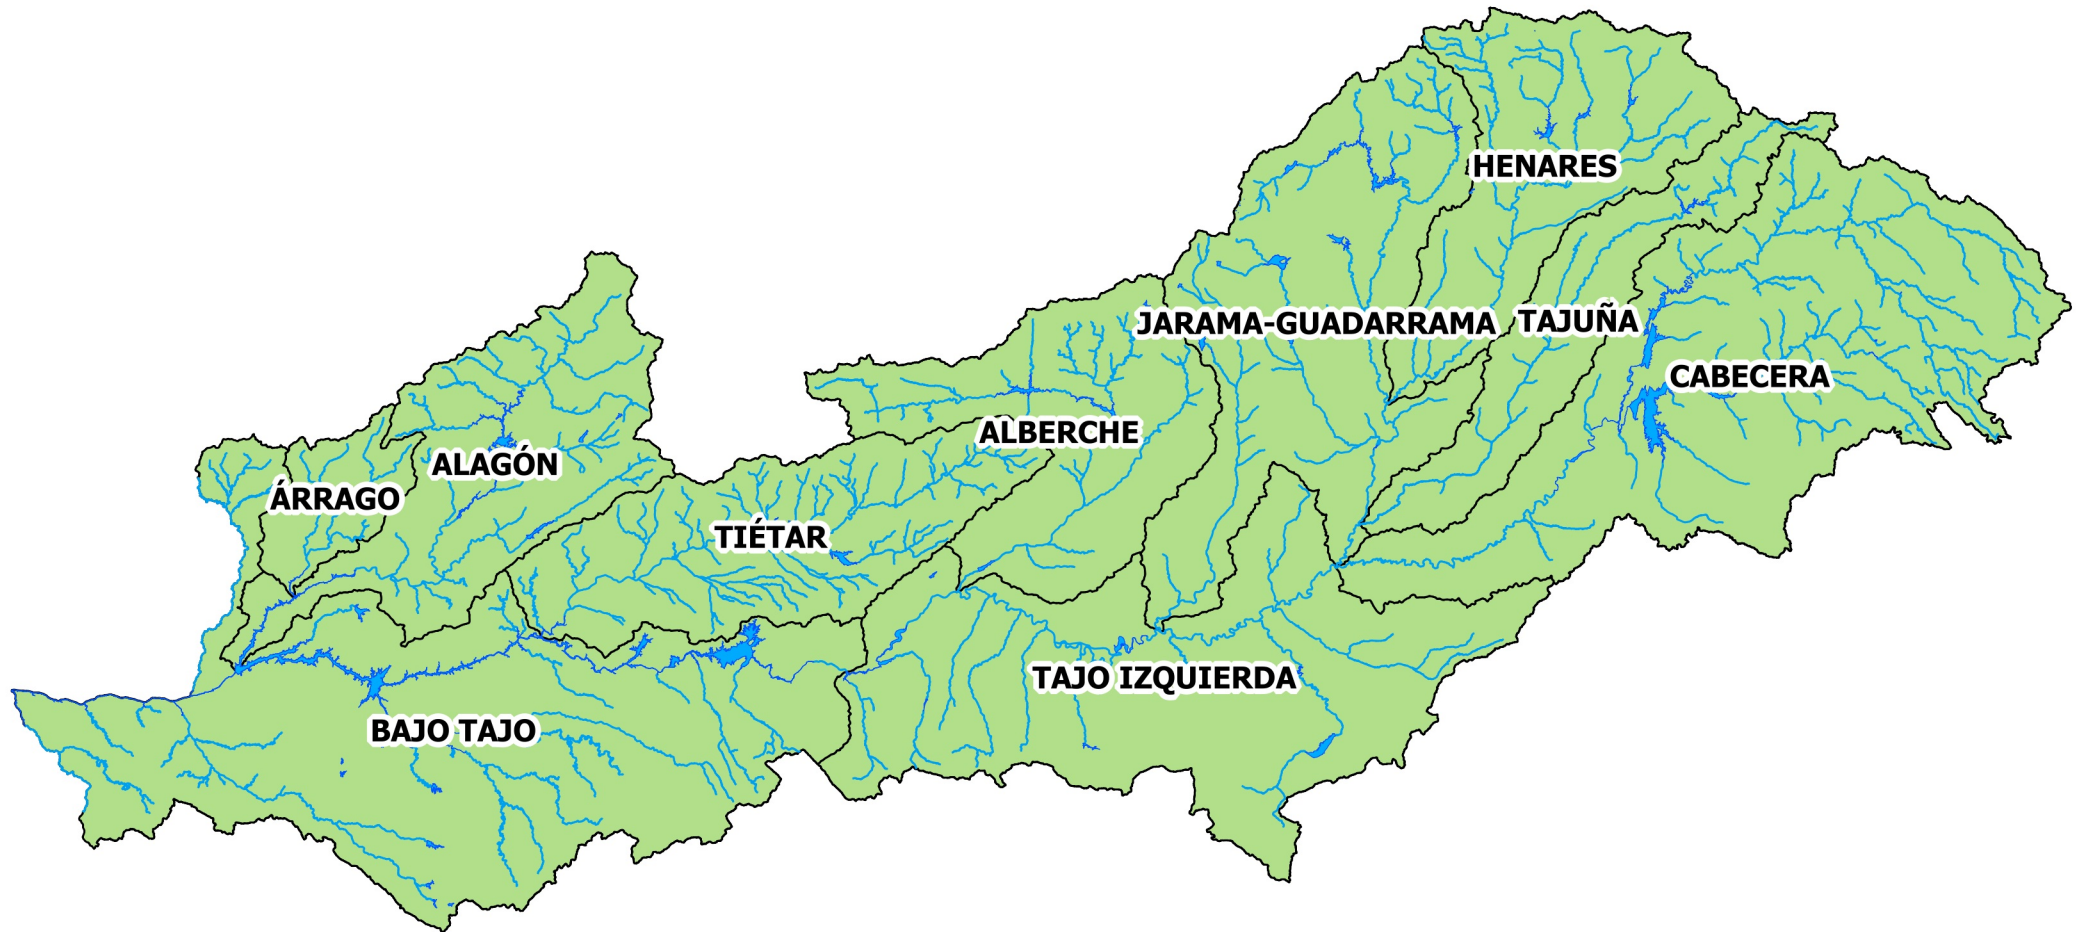 HENARES
JARAMA-GUADARRAMA
TAJUÑA
CABECERA
ALBERCHE
ALAGÓN
ÁRRAGO
TIÉTAR
TAJO IZQUIERDA
BAJO TAJO